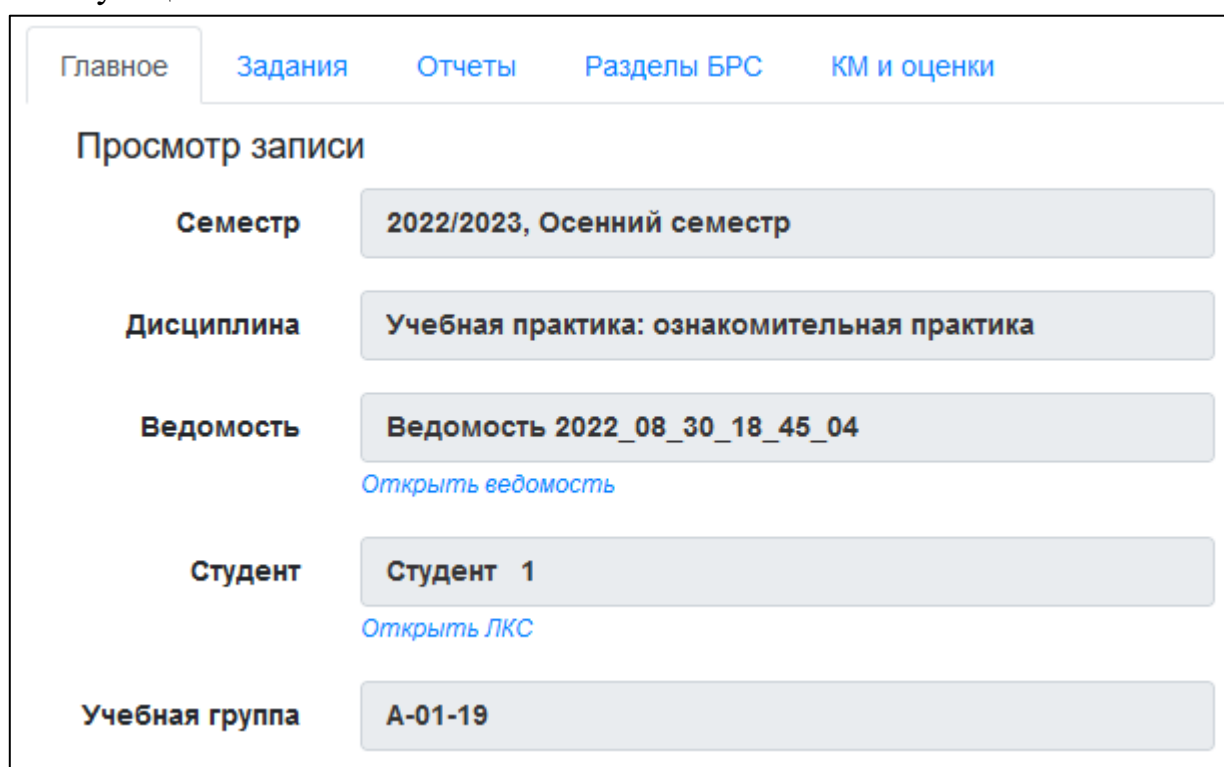 Главное Задания Отчеты Разделы БРС КМ и оценки
Просмотр записи
Семестр 2022/2023, Осенний семестр
Дисциплина Учебная практика: ознакомительная практика
Ведомость Ведомость 2022_08_30_18_45_04
Открыть ведомость
Студент Студент 1
Открыть ЛКС
Учебная группа А-01-19